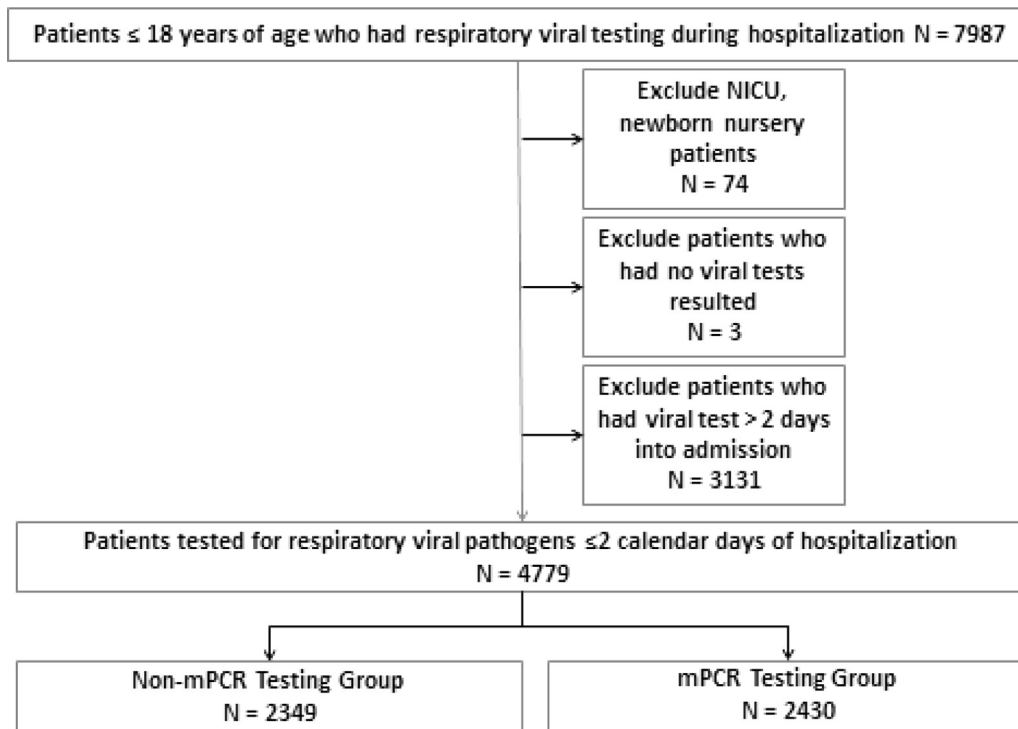 Patients ≤ 18 years of age who had respiratory viral testing during hospitalization N = 7987
Exclude NICU,
newborn nursery
patients
N = 74
Exclude patients who
had no viral tests
resulted
N = 3
Exclude patients who
had viral test > 2 days
into admission
N = 3131
Patients tested for respiratory viral pathogens ≤2 calendar days of hospitalization
N = 4779
Non-mPCR Testing Group
N = 2349
mPCR Testing Group
N = 2430